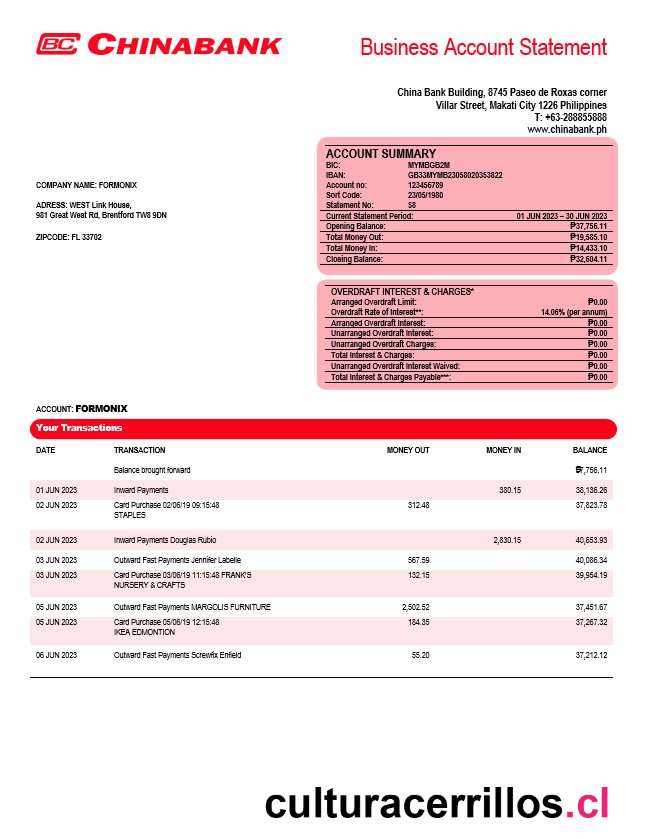 BC CHINABANK
Business Account Statement
China Bank Building, 8745 Paseo de Roxas corner
Villar Street, Makati City 1226 Philippines
T: +63-288855888
www.chinabank.ph
COMPANY NAME: FORMONIX
ADRESS: WEST Link House,
981 Great West Rd, Brentford TW8 9DN
ZIPCODE: FL 33702
ACCOUNT SUMMARY
BIC: MYMBGB2M
IBAN: GB33MYMB23058020353822
Account no: 123456789
Sort Code: 23/05/1980
Statement No: 58
Current Statement Period: 01 JUN 2023 – 30 JUN 2023
Opening Balance: ₱37,756.11
Total Money Out: ₱19,585.10
Total Money In: ₱14,433.10
Closing Balance: ₱32,604.11
OVERDRAFT INTEREST & CHARGES*
Arranged Overdraft Limit: ₱0.00
Overdraft Rate of Interest**: 14.06% (per annum)
Arranged Overdraft Interest: ₱0.00
Unarranged Overdraft Interest: ₱0.00
Unarranged Overdraft Charges: ₱0.00
Total Interest & Charges: ₱0.00
Unarranged Overdraft Interest Waived: ₱0.00
Total Interest & Charges Payable***: ₱0.00
ACCOUNT: FORMONIX
Your Transactions
DATE TRANSACTION MONEY OUT MONEY IN BALANCE
Balance brought forward ₱7,756.11
01 JUN 2023 Inward Payments 380.15 38,136.26
02 JUN 2023 Card Purchase 02/06/19 09:15:48 312.48 37,823.78
STAPLES
02 JUN 2023 Inward Payments Douglas Rubio 2,830.15 40,653.93
03 JUN 2023 Outward Fast Payments Jennifer Labelle 567.59 40,086.34
03 JUN 2023 Card Purchase 03/06/19 11:15:48 FRANK'S 132.15 39,954.19
NURSERY & CRAFTS
05 JUN 2023 Outward Fast Payments MARGOLIS FURNITURE 2,502.52 37,451.67
05 JUN 2023 Card Purchase 05/06/19 12:15:48 184.35 37,267.32
IKEA EDMONTION
06 JUN 2023 Outward Fast Payments Screwfix Enfield 55.20 37,212.12
culturacerrillos.cl